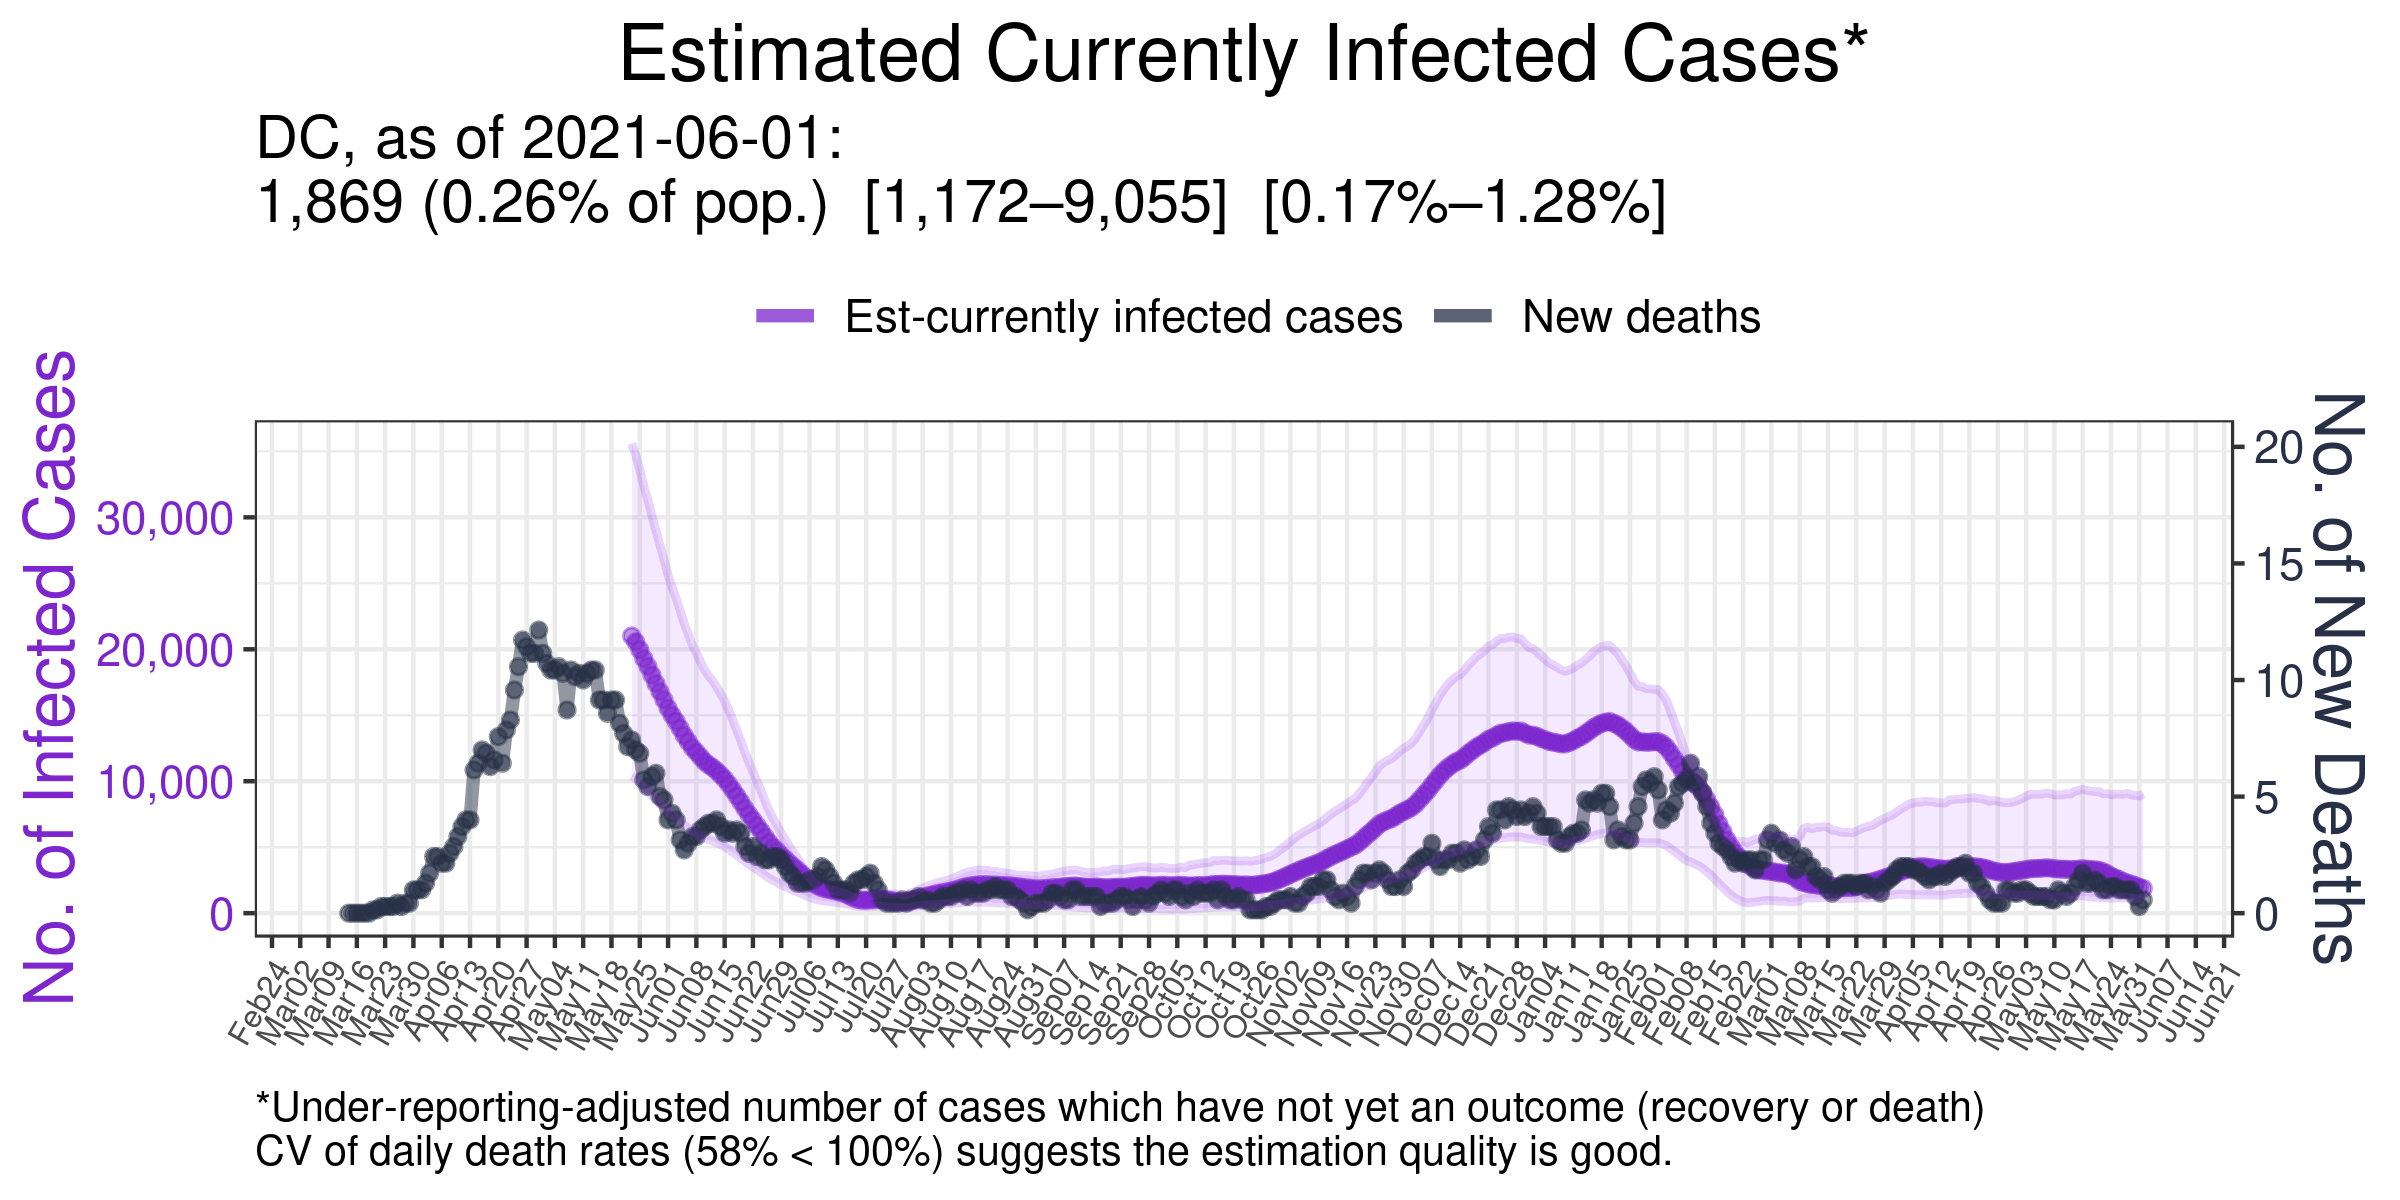 Estimated Currently Infected Cases*
DC, as of 2021-06-01:
1,869 (0.26% of pop.) [1,172–9,055] [0.17%–1.28%]
Est-currently infected cases
New deaths
No. of Infected Cases
30,000
20,000
10,000
0
20
15
10
5
0
No. of New Deaths
Feb24
Mar02
Mar09
Mar16
Mar23
Mar30
Apr06
Apr13
Apr20
Apr27
May04
May11
May18
May25
Jun01
Jun08
Jun15
Jun22
Jun29
Jul06
Jul13
Jul20
Jul27
Aug03
Aug10
Aug17
Aug24
Aug31
Sep07
Sep14
Sep21
Sep28
Oct05
Oct12
Oct19
Oct26
Nov02
Nov09
Nov16
Nov23
Nov30
Dec07
Dec14
Dec21
Dec28
Jan04
Jan11
Jan18
Jan25
Feb01
Feb08
Feb15
Feb22
Mar01
Mar08
Mar15
Mar22
Mar29
Apr05
Apr12
Apr19
Apr26
May03
May10
May17
May24
May31
Jun07
Jun14
Jun21
*Under-reporting-adjusted number of cases which have not yet an outcome (recovery or death)
CV of daily death rates (58% < 100%) suggests the estimation quality is good.